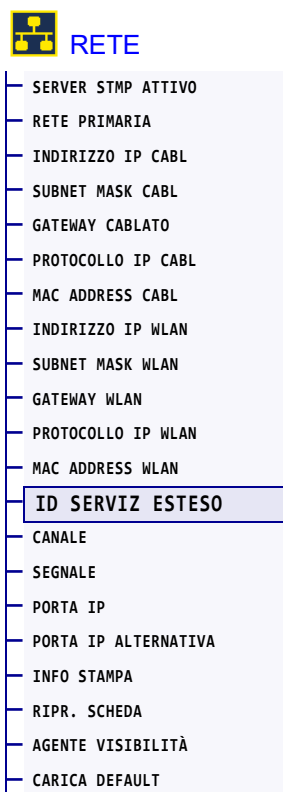 RETE
SERVER STMP ATTIVO
RETE PRIMARIA
INDIRIZZO IP CABL
SUBNET MASK CABL
GATEWAY CABLATO
PROTOCOLLO IP CABL
MAC ADDRESS CABL
INDIRIZZO IP WLAN
SUBNET MASK WLAN
GATEWAY WLAN
PROTOCOLLO IP WLAN
MAC ADDRESS WLAN
ID SERVIZ ESTESO
CANALE
SEGNALE
PORTA IP
PORTA IP ALTERNATIVA
INFO STAMPA
RIPR. SCHEDA
AGENTE VISIBILITÀ
CARICA DEFAULT